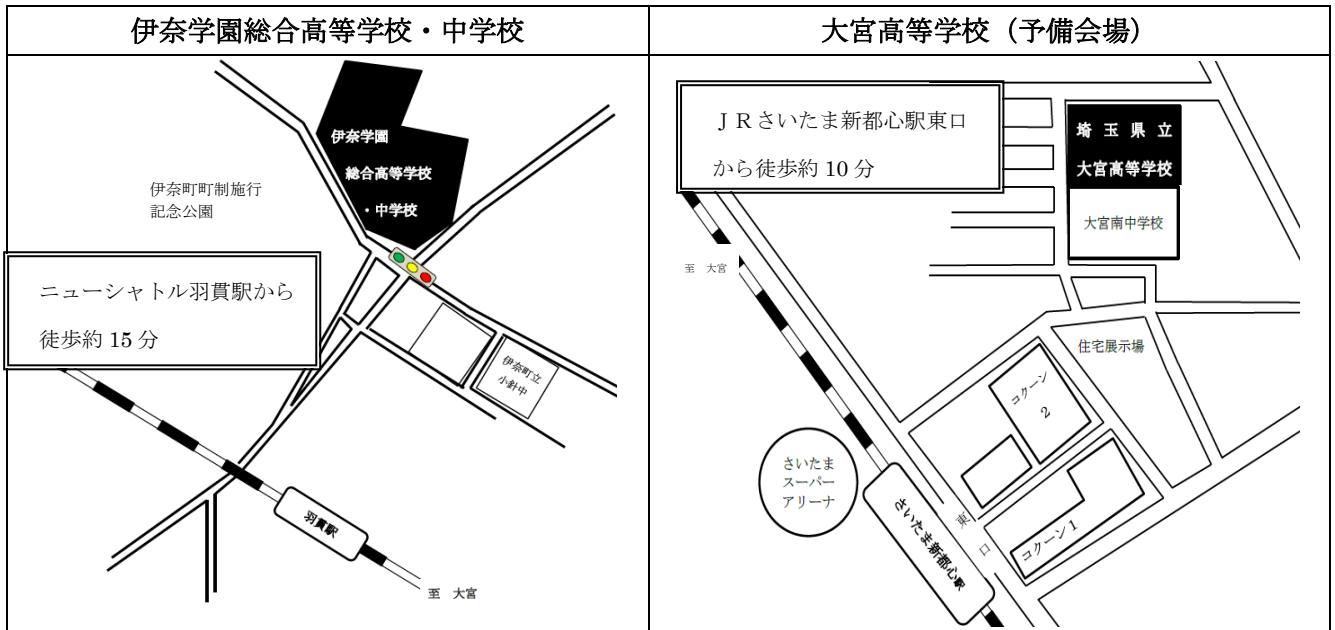 伊奈学園総合高等学校・中学校
伊奈学園
総合高等学校
・中学校
伊奈町町制施行
記念公園
ニューシャトル羽貫駅から
徒歩約 15 分
伊奈町立
小針中
羽貫駅
至 大宮
大宮高等学校（予備会場）
ＪＲさいたま新都心駅東口
から徒歩約 10 分
埼玉県立
大宮高等学校
大宮南中学校
至 大宮
住宅展示場
コクーン
2
さいたま
スーパー
アリーナ
さいたま新都心駅
東口
コクーン1